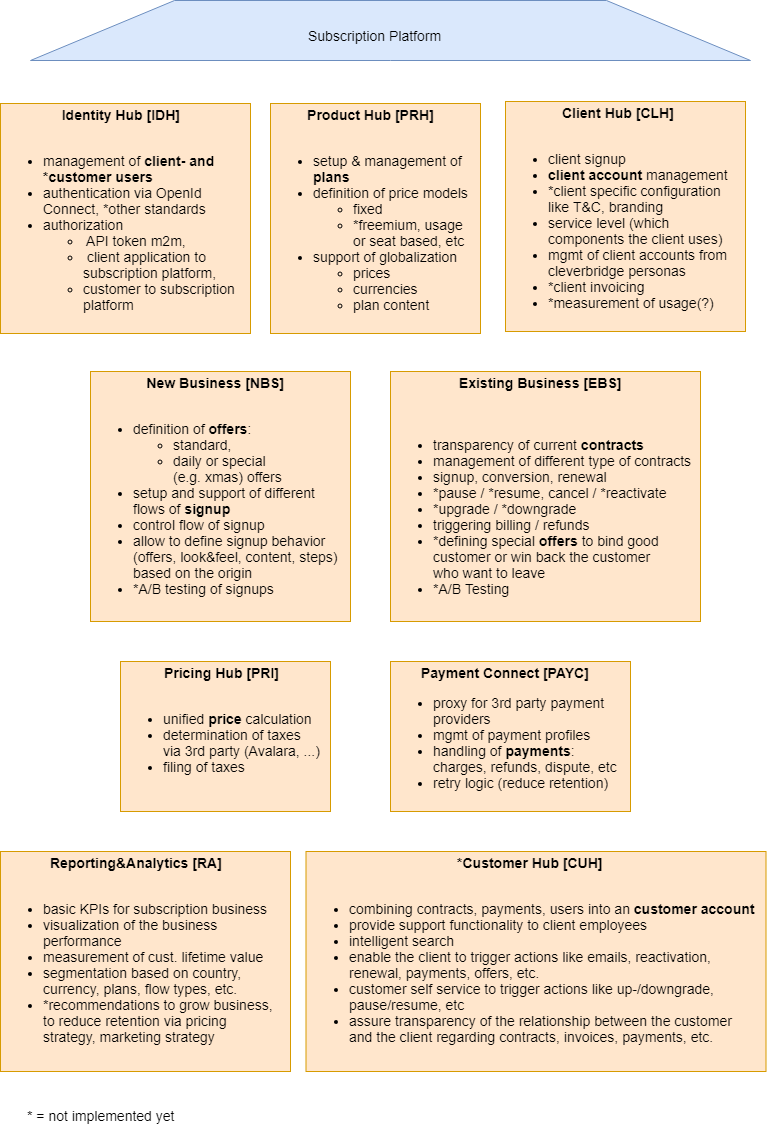 Subscription Platform
Identity Hub [IDH]
management of client- and
*customer users
authentication via OpenId
Connect, *other standards
authorization
API token m2m,
client application to
subscription platform,
customer to subscription
platform
Product Hub [PRH]
setup & management of
plans
definition of price models
fixed
*freemium, usage
or seat based, etc
support of globalization
prices
currencies
plan content
Client Hub [CLH]
client signup
client account management
*client specific configuration
like T&C, branding
service level (which
components the client uses)
mgmt of client accounts from
cleverbridge personas
*client invoicing
*measurement of usage(?)
New Business [NBS]
definition of offers:
standard,
daily or special
(e.g. xmas) offers
setup and support of different
flows of signup
control flow of signup
allow to define signup behavior
(offers, look&feel, content, steps)
based on the origin
*A/B testing of signups
Existing Business [EBS]
transparency of current contracts
management of different type of contracts
signup, conversion, renewal
*pause / *resume, cancel / *reactivate
*upgrade / *downgrade
triggering billing / refunds
*defining special offers to bind good
customer or win back the customer
who want to leave
*A/B Testing
Pricing Hub [PRI]
unified price calculation
determination of taxes
via 3rd party (Avalara, ...)
filing of taxes
Payment Connect [PAYC]
proxy for 3rd party payment
providers
mgmt of payment profiles
handling of payments:
charges, refunds, dispute, etc
retry logic (reduce retention)
Reporting&Analytics [RA]
basic KPIs for subscription business
visualization of the business
performance
measurement of cust. lifetime value
segmentation based on country,
currency, plans, flow types, etc.
*recommendations to grow business,
to reduce retention via pricing
strategy, marketing strategy
*Customer Hub [CUH]
combining contracts, payments, users into an customer account
provide support functionality to client employees
intelligent search
enable the client to trigger actions like emails, reactivation,
renewal, payments, offers, etc.
customer self service to trigger actions like up-/downgrade,
pause/resume, etc
assure transparency of the relationship between the customer
and the client regarding contracts, invoices, payments, etc.
* = not implemented yet